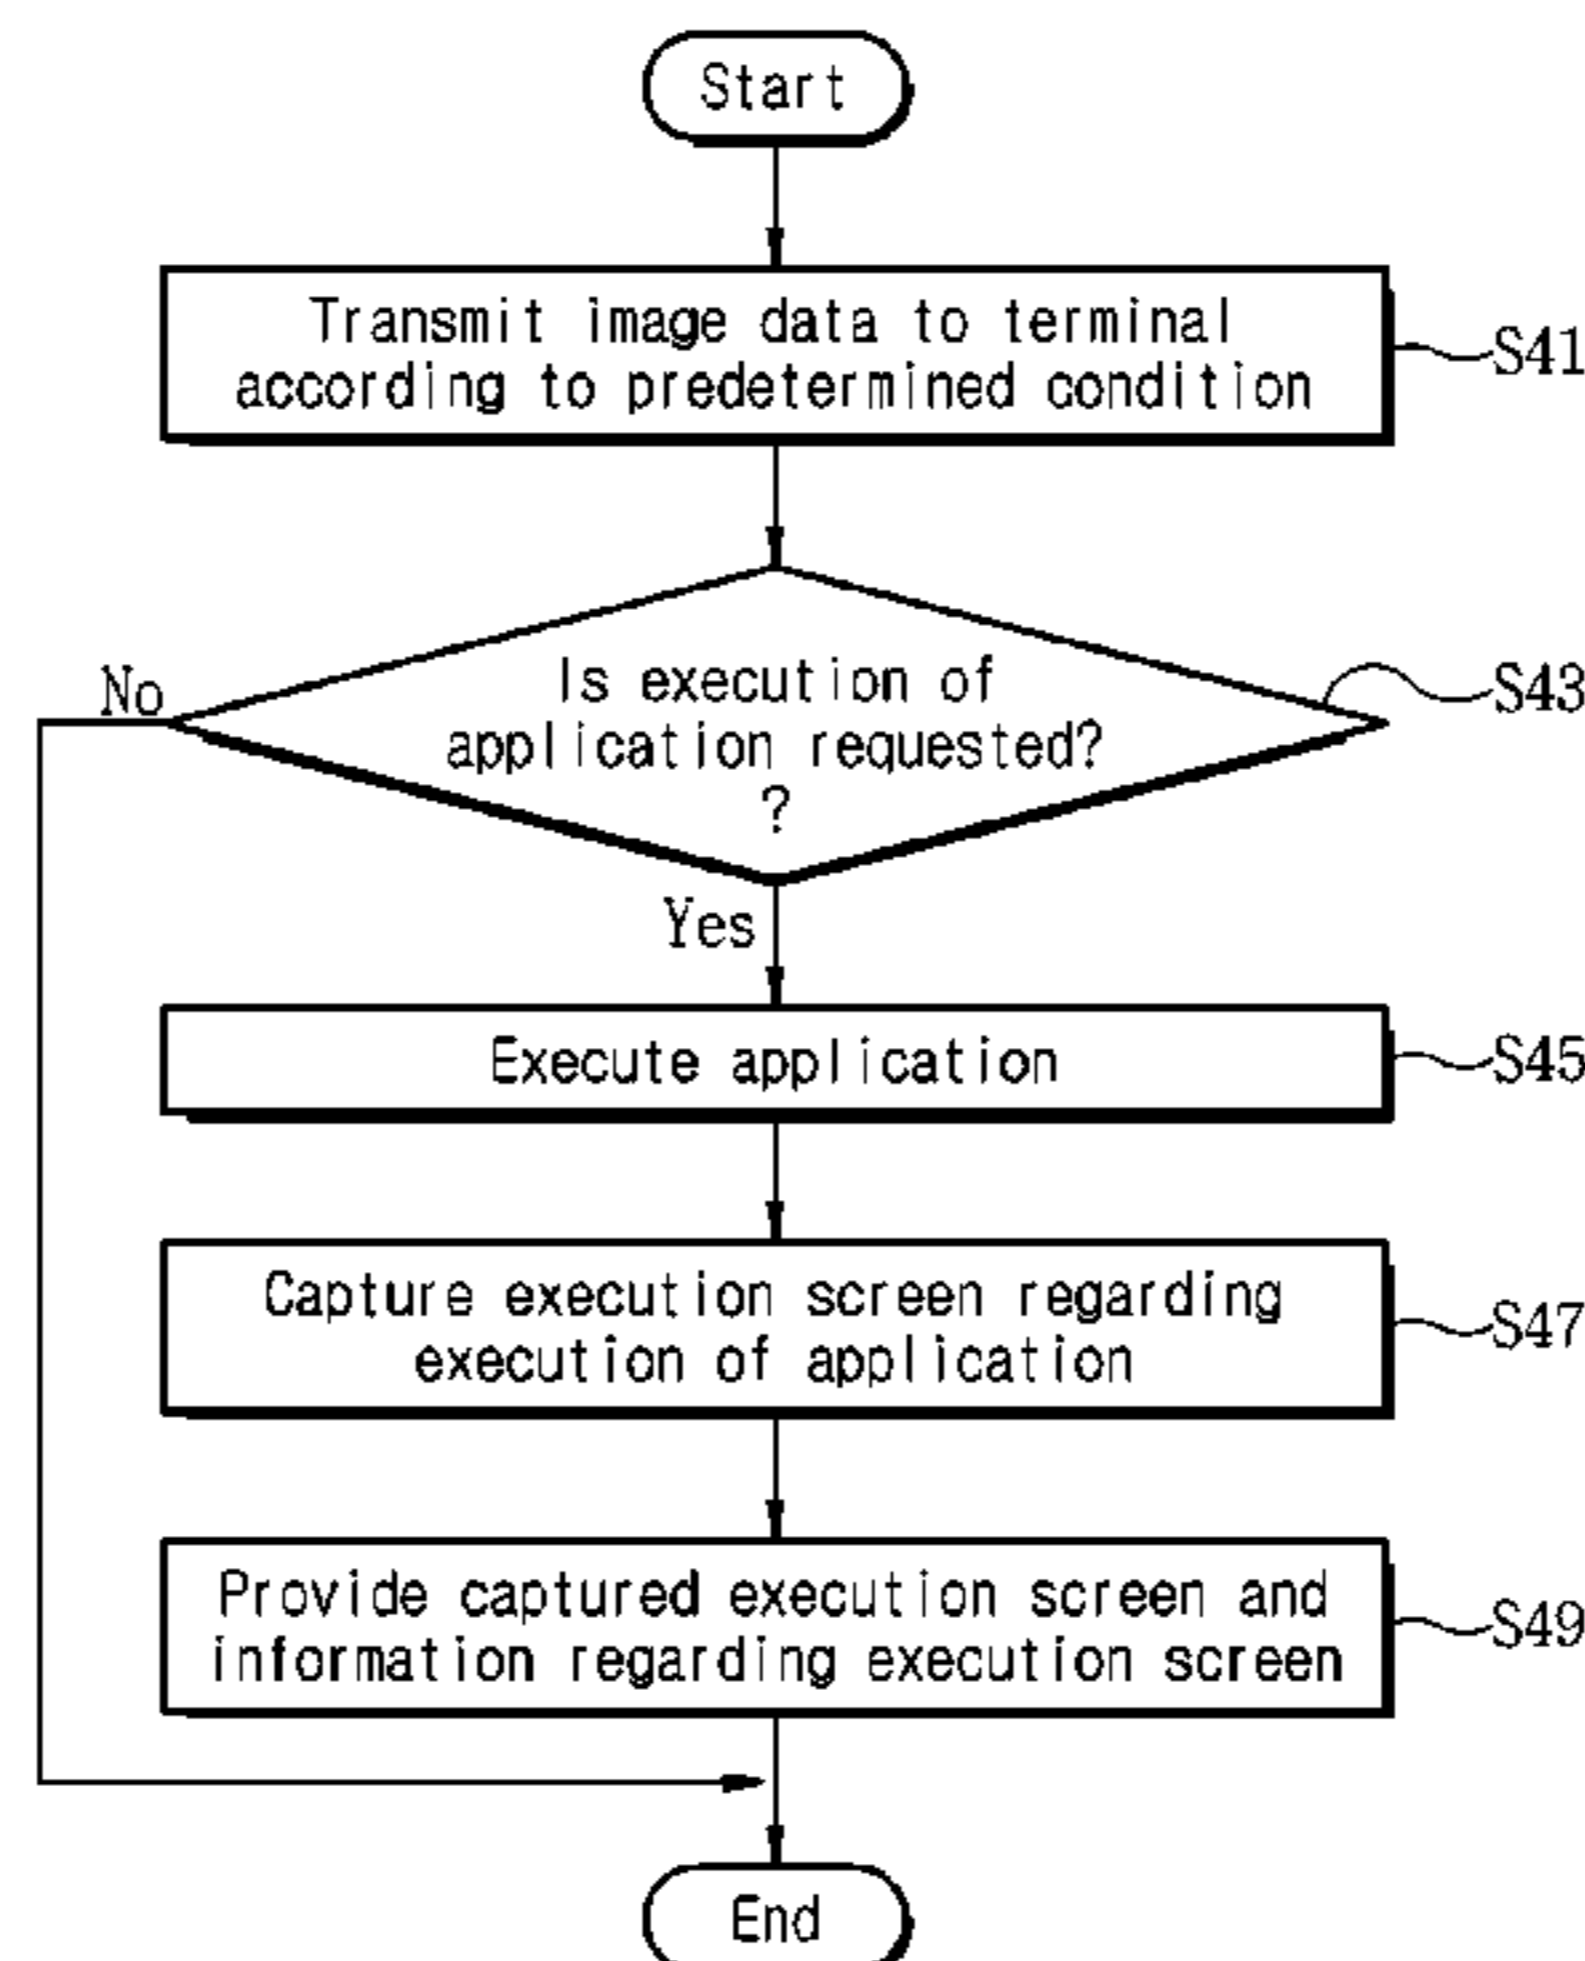 Start
Transmit image data to terminal
according to predetermined condition
S41
No
Is execution of
application requested?
?
S43
Yes
Execute application
S45
Capture execution screen regarding
execution of application
S47
Provide captured execution screen and
information regarding execution screen
S49
End